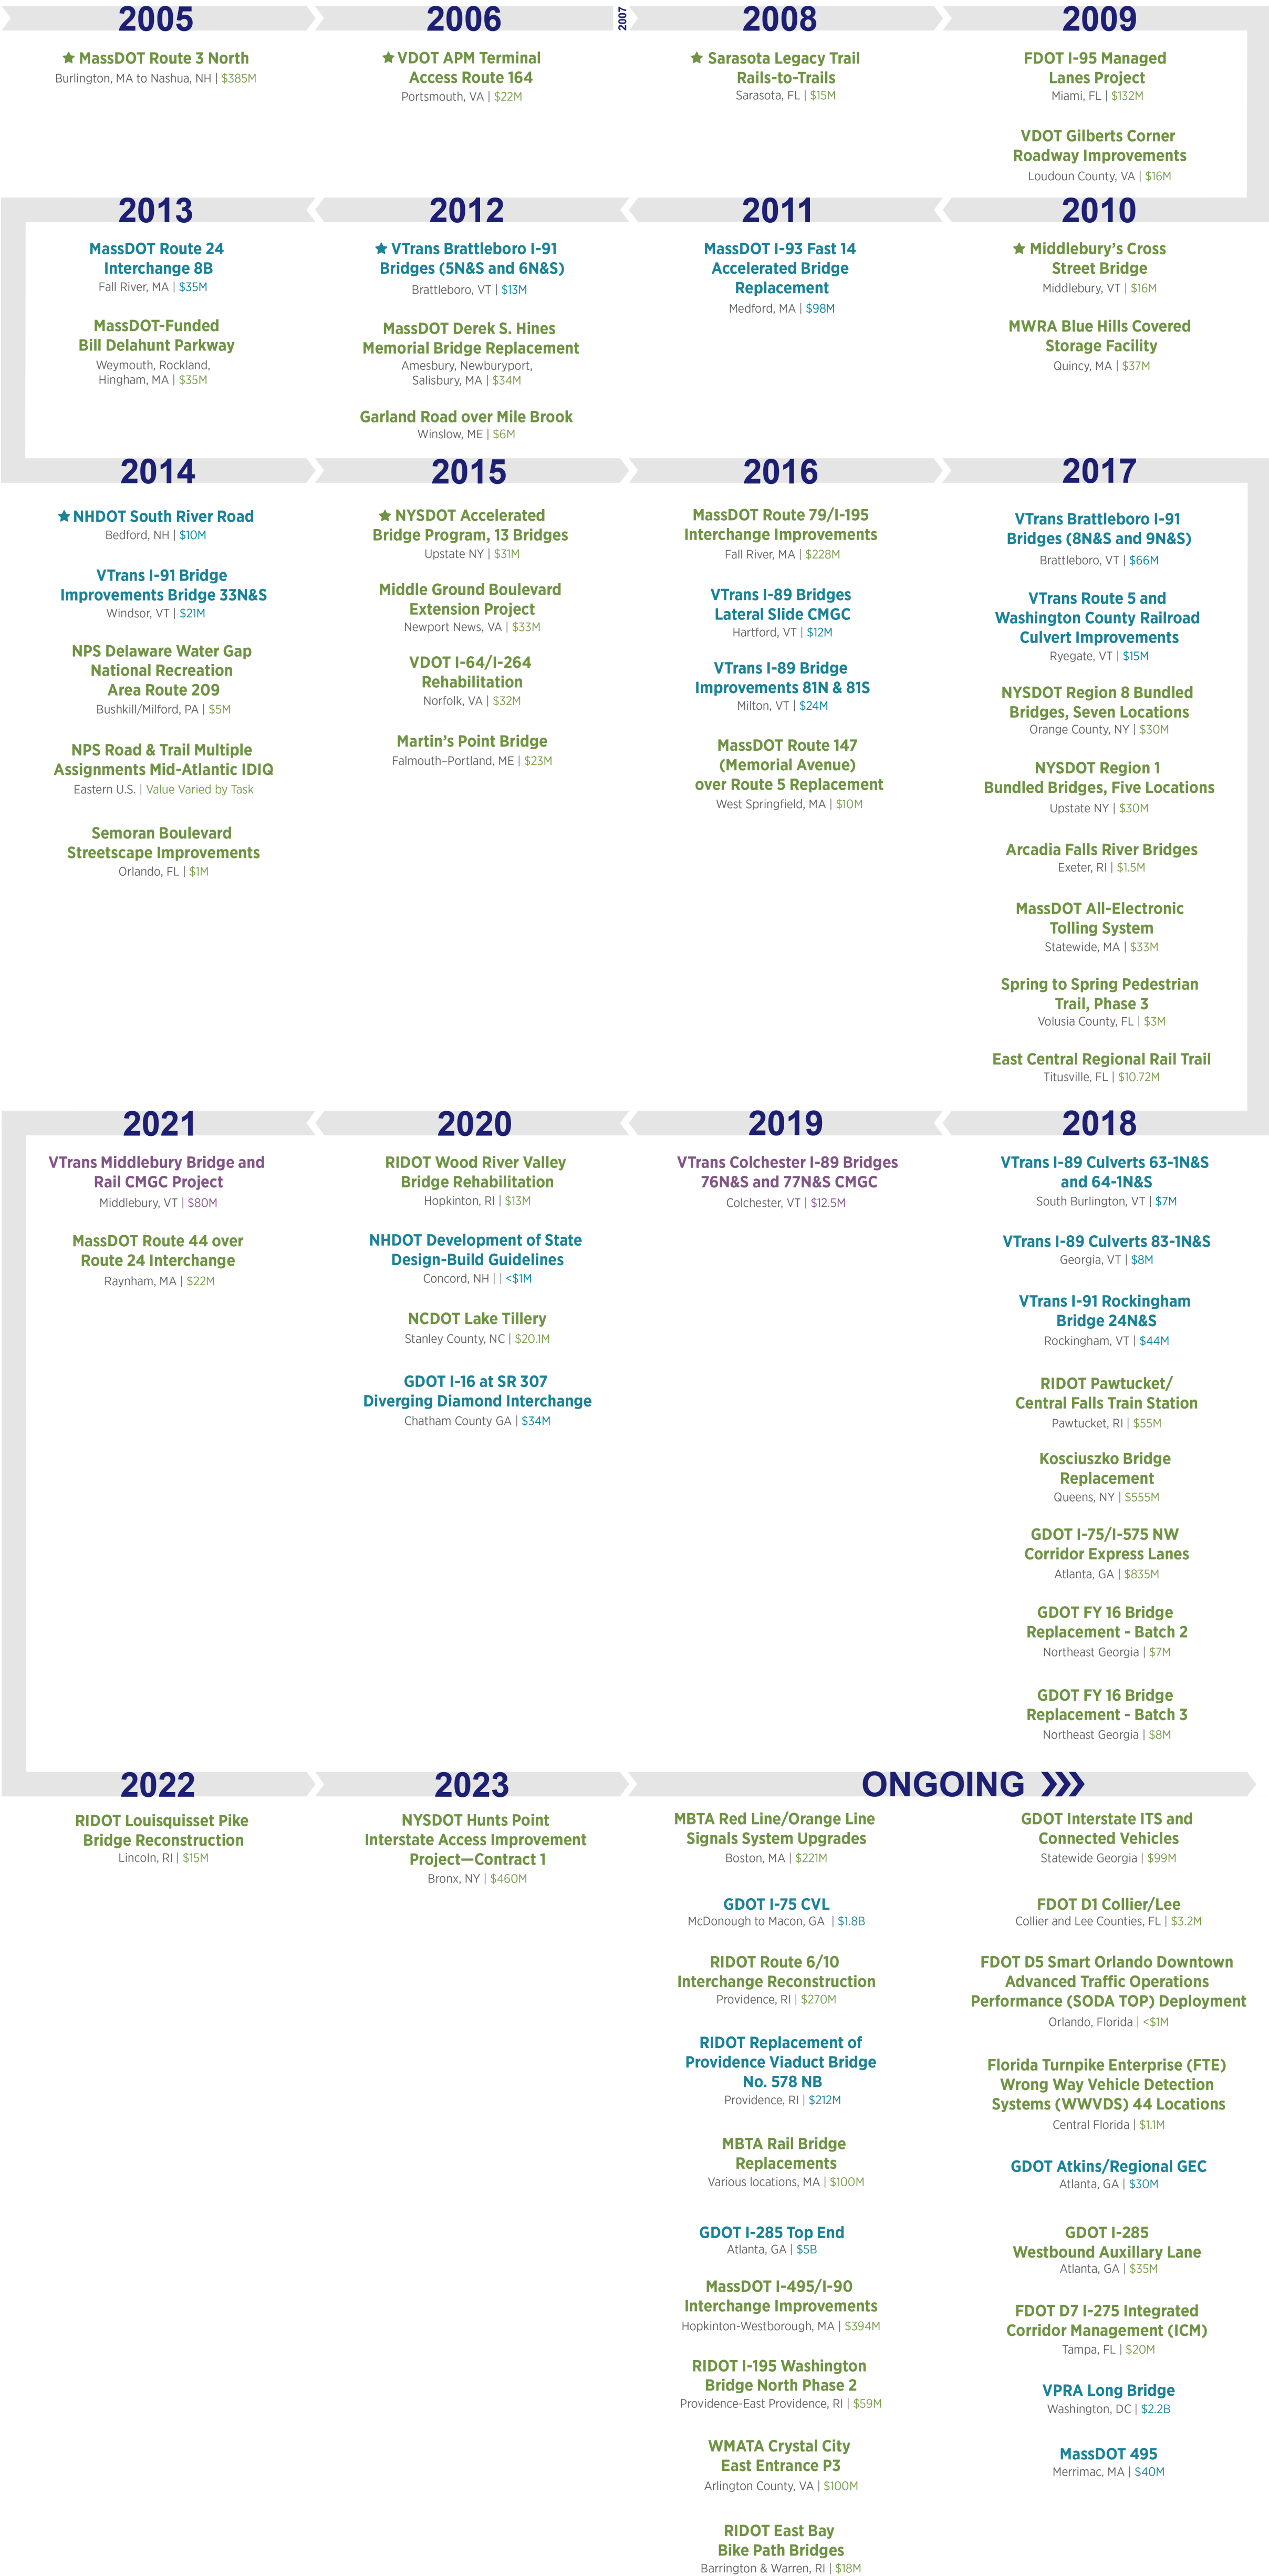 2005
MassDOT Route 3 North
Burlington, MA to Nashua, NH | $385M
2006
VDOT APM Terminal
Access Route 164
Portsmouth, VA | $22M
2007
2008
Sarasota Legacy Trail
Rails-to-Trails
Sarasota, FL | $15M
2009
FDOT I-95 Managed
Lanes Project
Miami, FL | $132M
VDOT Gilberts Corner
Roadway Improvements
Loudoun County, VA | $16M
2013
MassDOT Route 24
Interchange 8B
Fall River, MA | $35M
MassDOT-Funded
Bill Delahunt Parkway
Weymouth, Rockland,
Hingham, MA | $35M
2012
VTrans Brattleboro I-91
Bridges (5N&S and 6N&S)
Brattleboro, VT | $13M
MassDOT Derek S. Hines
Memorial Bridge Replacement
Amesbury, Newburyport,
Salisbury, MA | $34M
Garland Road over Mile Brook
Winslow, ME | $6M
2011
MassDOT I-93 Fast 14
Accelerated Bridge
Replacement
Medford, MA | $98M
2010
Middlebury's Cross
Street Bridge
Middlebury, VT | $16M
MWRA Blue Hills Covered
Storage Facility
Quincy, MA | $37M
2014
NHDOT South River Road
Bedford, NH | $10M
VTrans I-91 Bridge
Improvements Bridge 33N&S
Windsor, VT | $21M
NPS Delaware Water Gap
National Recreation
Area Route 209
Bushkill/Milford, PA | $5M
NPS Road & Trail Multiple
Assignments Mid-Atlantic IDIQ
Eastern U.S. | Value Varied by Task
Semoran Boulevard
Streetscape Improvements
Orlando, FL | $1M
2015
NYSDOT Accelerated
Bridge Program, 13 Bridges
Upstate NY | $31M
Middle Ground Boulevard
Extension Project
Newport News, VA | $33M
VDOT I-64/I-264
Rehabilitation
Norfolk, VA | $32M
Martin's Point Bridge
Falmouth–Portland, ME | $23M
2016
MassDOT Route 79/I-195
Interchange Improvements
Fall River, MA | $228M
VTrans I-89 Bridges
Lateral Slide CMGC
Hartford, VT | $12M
VTrans I-89 Bridge
Improvements 81N & 81S
Milton, VT | $24M
MassDOT Route 147
(Memorial Avenue)
over Route 5 Replacement
West Springfield, MA | $10M
2017
VTrans Brattleboro I-91
Bridges (8N&S and 9N&S)
Brattleboro, VT | $66M
VTrans Route 5 and
Washington County Railroad
Culvert Improvements
Ryegate, VT | $15M
NYSDOT Region 8 Bundled
Bridges, Seven Locations
Orange County, NY | $30M
NYSDOT Region 1
Bundled Bridges, Five Locations
Upstate NY | $30M
Arcadia Falls River Bridges
Exeter, RI | $1.5M
MassDOT All-Electronic
Tolling System
Statewide, MA | $33M
Spring to Spring Pedestrian
Trail, Phase 3
Volusia County, FL | $3M
East Central Regional Rail Trail
Titusville, FL | $10.72M
2021
VTrans Middlebury Bridge and
Rail CMGC Project
Middlebury, VT | $80M
MassDOT Route 44 over
Route 24 Interchange
Raynham, MA | $22M
2020
RIDOT Wood River Valley
Bridge Rehabilitation
Hopkinton, RI | $13M
NHDOT Development of State
Design-Build Guidelines
Concord, NH | | <$1M
NCDOT Lake Tillery
Stanley County, NC | $20.1M
GDOT I-16 at SR 307
Diverging Diamond Interchange
Chatham County GA | $34M
2019
VTrans Colchester I-89 Bridges
76N&S and 77N&S CMGC
Colchester, VT | $12.5M
2018
VTrans I-89 Culverts 63-1N&S
and 64-1N&S
South Burlington, VT | $7M
VTrans I-89 Culverts 83-1N&S
Georgia, VT | $8M
VTrans I-91 Rockingham
Bridge 24N&S
Rockingham, VT | $44M
RIDOT Pawtucket/
Central Falls Train Station
Pawtucket, RI | $55M
Kosciuszko Bridge
Replacement
Queens, NY | $555M
GDOT I-75/I-575 NW
Corridor Express Lanes
Atlanta, GA | $835M
GDOT FY 16 Bridge
Replacement - Batch 2
Northeast Georgia | $7M
GDOT FY 16 Bridge
Replacement - Batch 3
Northeast Georgia | $8M
2022
RIDOT Louisquisset Pike
Bridge Reconstruction
Lincoln, RI | $15M
2023
NYSDOT Hunts Point
Interstate Access Improvement
Project—Contract 1
Bronx, NY | $460M
ONGOING
MBTA Red Line/Orange Line
Signals System Upgrades
Boston, MA | $221M
GDOT I-75 CVL
McDonough to Macon, GA | $1.8B
RIDOT Route 6/10
Interchange Reconstruction
Providence, RI | $270M
RIDOT Replacement of
Providence Viaduct Bridge
No. 578 NB
Providence, RI | $212M
MBTA Rail Bridge
Replacements
Various locations, MA | $100M
GDOT I-285 Top End
Atlanta, GA | $5B
MassDOT I-495/I-90
Interchange Improvements
Hopkinton-Westborough, MA | $394M
RIDOT I-195 Washington
Bridge North Phase 2
Providence-East Providence, RI | $59M
WMATA Crystal City
East Entrance P3
Arlington County, VA | $100M
RIDOT East Bay
Bike Path Bridges
Barrington & Warren, RI | $18M
GDOT Interstate ITS and
Connected Vehicles
Statewide Georgia | $99M
FDOT D1 Collier/Lee
Collier and Lee Counties, FL | $3.2M
FDOT D5 Smart Orlando Downtown
Advanced Traffic Operations
Performance (SODA TOP) Deployment
Orlando, Florida | <$1M
Florida Turnpike Enterprise (FTE)
Wrong Way Vehicle Detection
Systems (WWVDS) 44 Locations
Central Florida | $1.1M
GDOT Atkins/Regional GEC
Atlanta, GA | $30M
GDOT I-285
Westbound Auxillary Lane
Atlanta, GA | $35M
FDOT D7 I-275 Integrated
Corridor Management (ICM)
Tampa, FL | $20M
VPRA Long Bridge
Washington, DC | $2.2B
MassDOT 495
Merrimac, MA | $40M